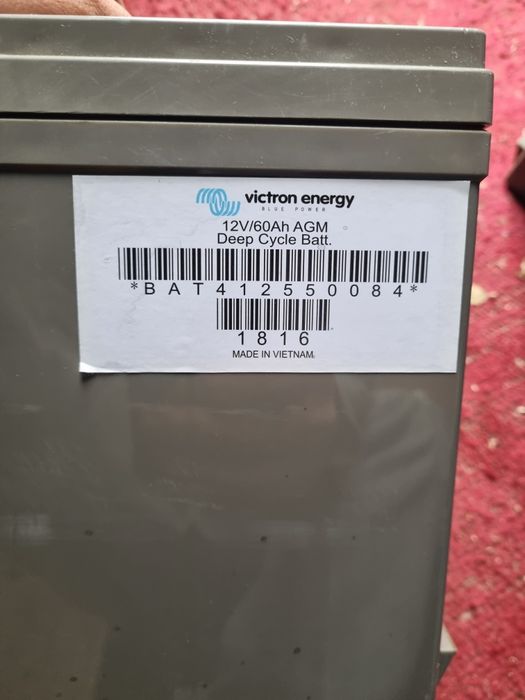 victron energy
BLUE POWER
12V/60Ah AGM
Deep Cycle Batt.
*BAT412550084*
1816
MADE IN VIETNAM.